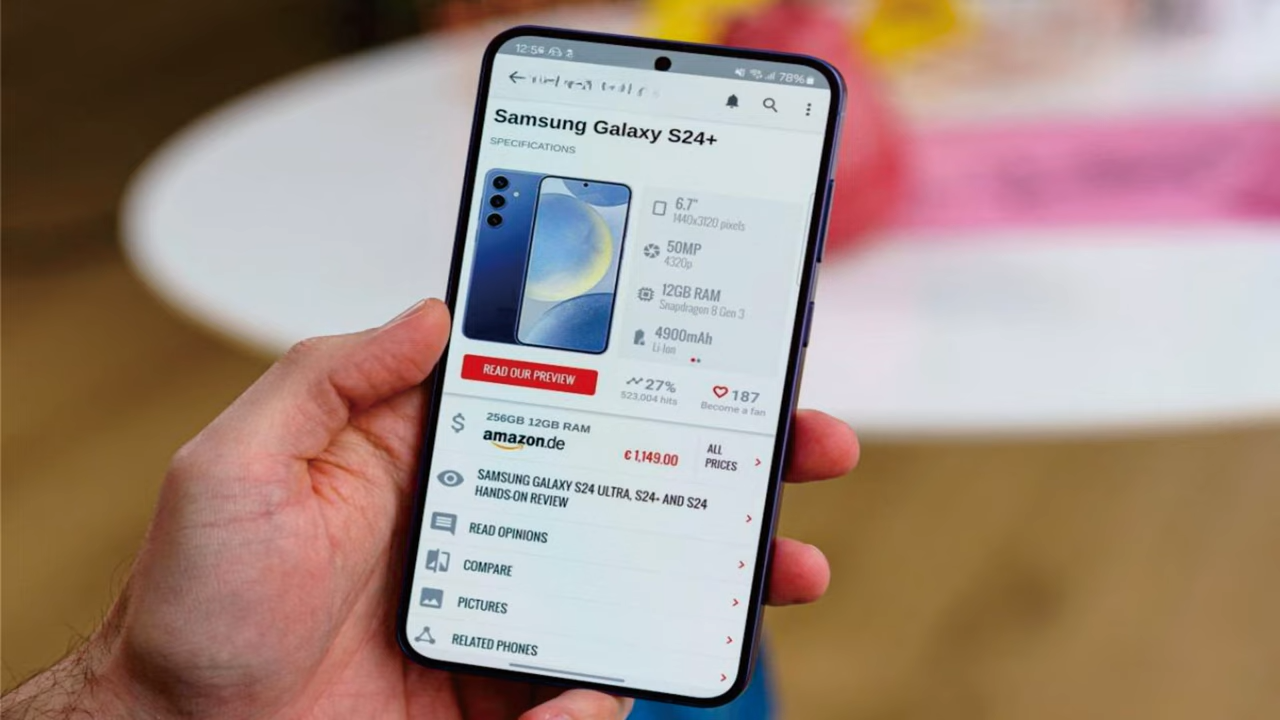 12:56
78%
Samsung Galaxy S24+
SPECIFICATIONS
6.7"
1440x3120 pixels
50MP
4320p
12GB RAM
Snapdragon 8 Gen 3
4900mAh
Li-Ion
READ OUR PREVIEW
27%
523,004 hits
187
Become a fan
$
256GB 12GB RAM
amazon.de
€ 1,149.00
ALL
PRICES
SAMSUNG GALAXY S24 ULTRA, S24+ AND S24
HANDS-ON REVIEW
READ OPINIONS
COMPARE
PICTURES
RELATED PHONES